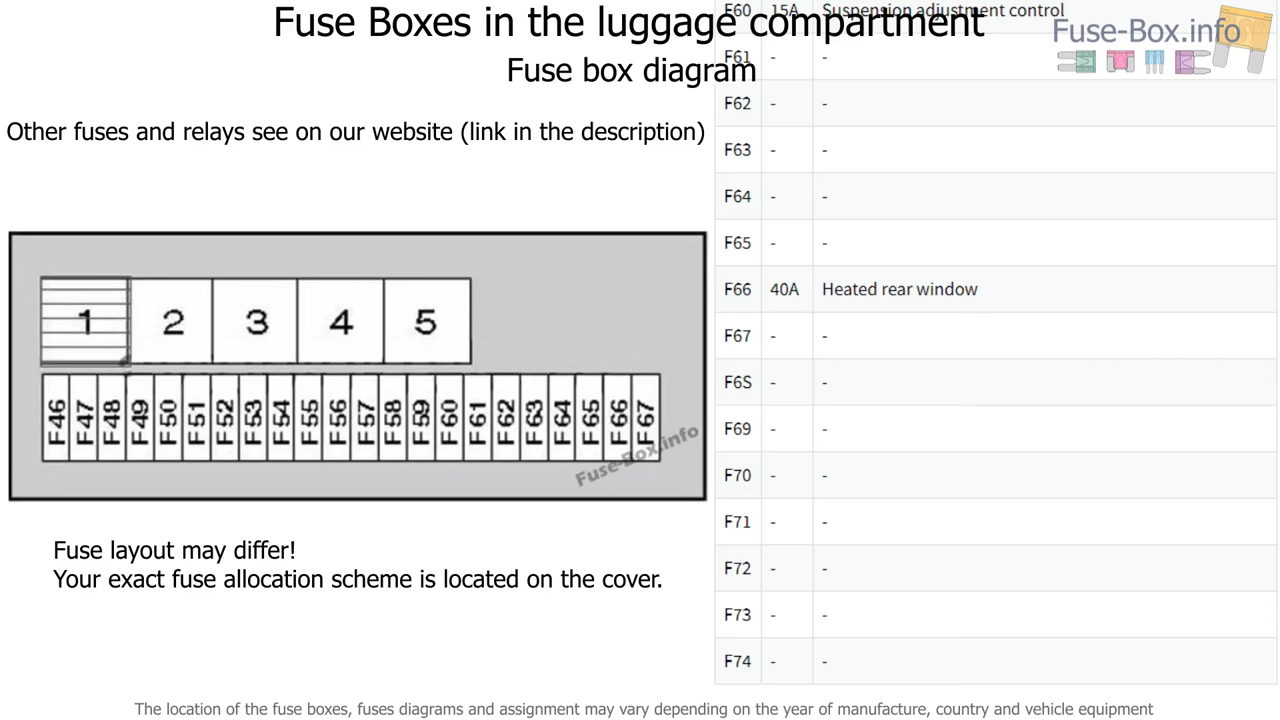 Fuse Boxes in the luggage compartment
Fuse box diagram
Other fuses and relays see on our website (link in the description)
1 2 3 4 5
F46 F47 F48 F49 F50 F51 F52 F53 F54 F55 F56 F57 F58 F59 F60 F61 F62 F63 F64 F65 F66 F67
Fuse-Box.info
Fuse layout may differ!
Your exact fuse allocation scheme is located on the cover.
F60 15A Suspension adjustment control
Fuse-Box.info
F61 - -
F62 - -
F63 - -
F64 - -
F65 - -
F66 40A Heated rear window
F67 - -
F6S - -
F69 - -
F70 - -
F71 - -
F72 - -
F73 - -
F74 - -
The location of the fuse boxes, fuses diagrams and assignment may vary depending on the year of manufacture, country and vehicle equipment